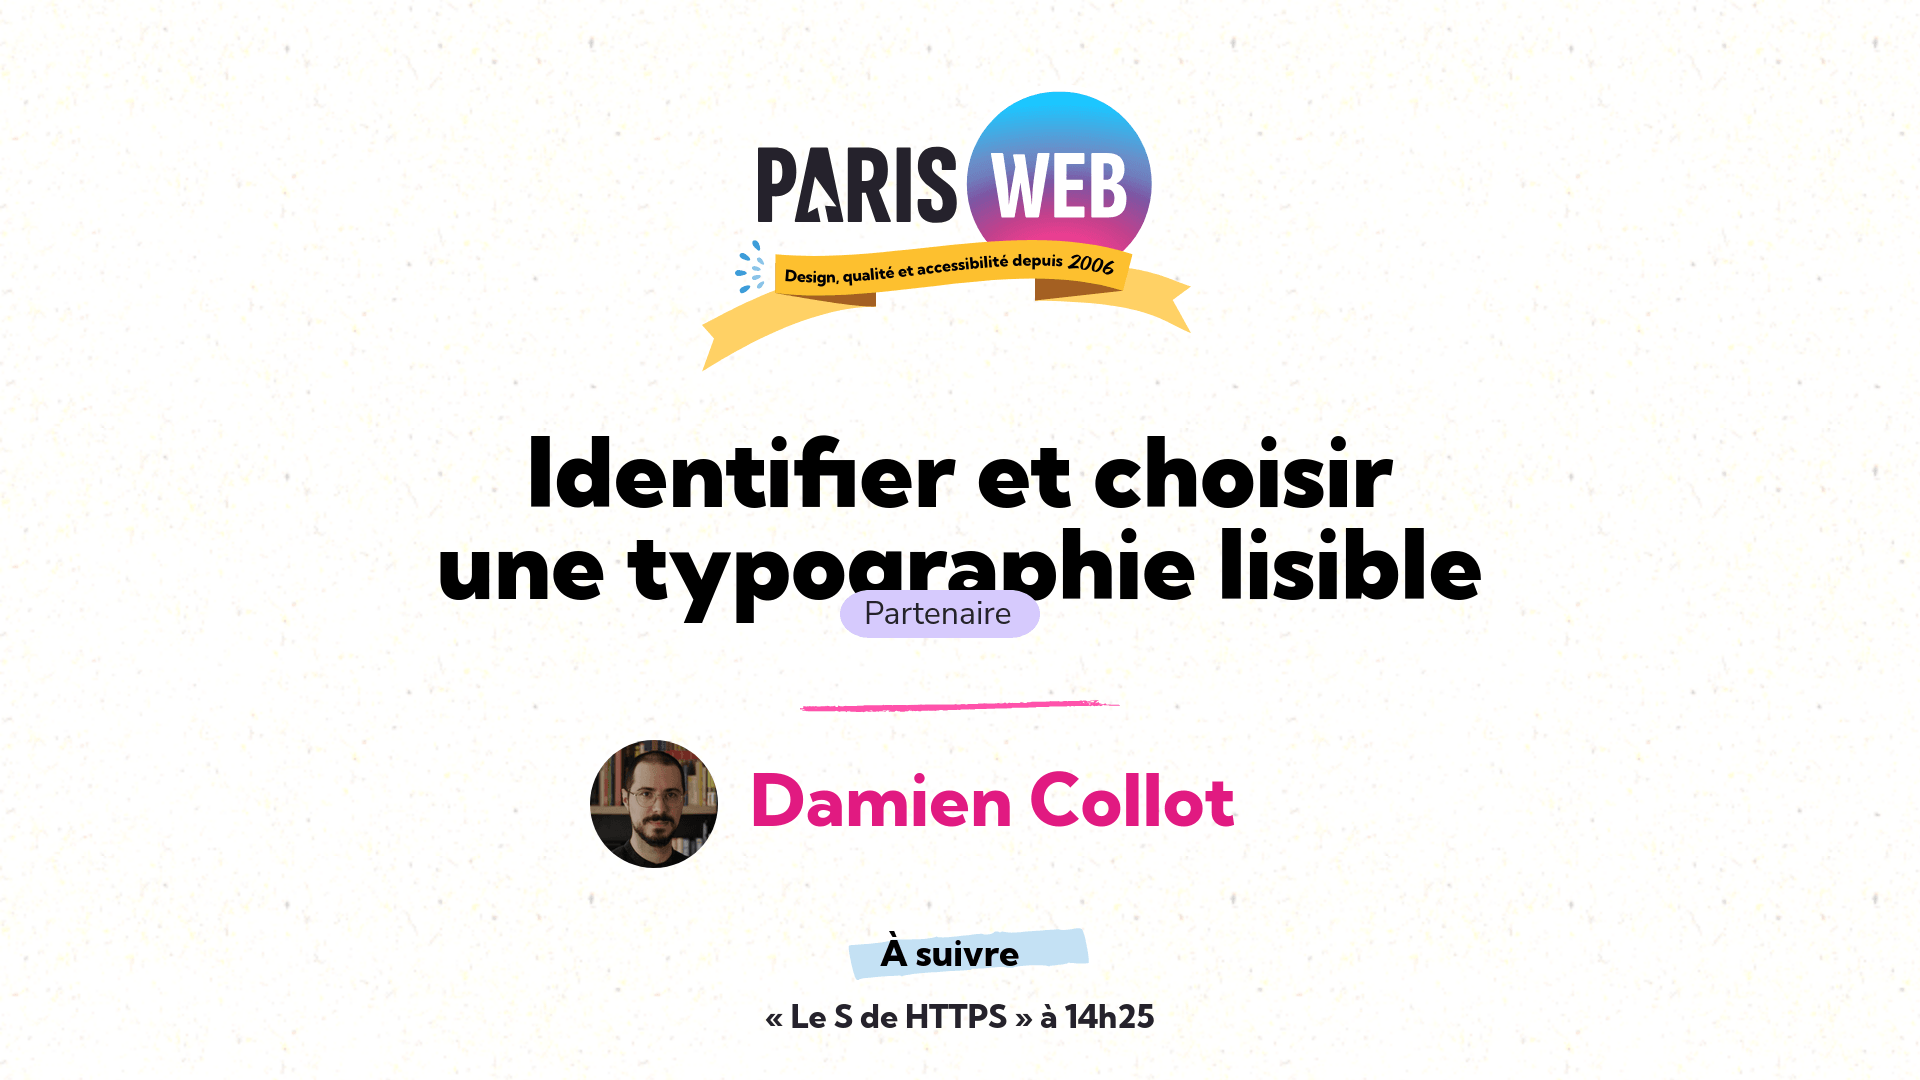 PARIS WEB
Design, qualité et accessibilité depuis 2006
Identifier et choisir
une typographie lisible
Partenaire
Damien Collot
À suivre
« Le S de HTTPS » à 14h25